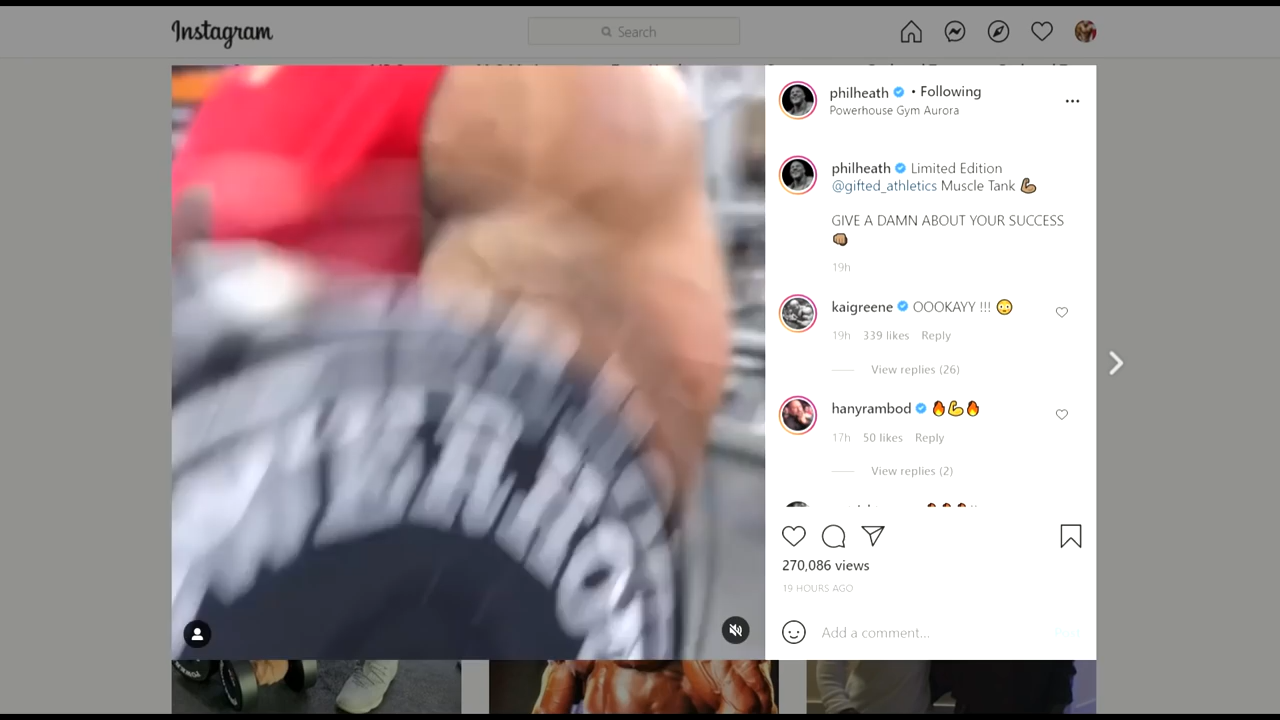 Instagram
Search
philheath • Following
Powerhouse Gym Aurora
philheath Limited Edition
@gifted_athletics Muscle Tank 💪🏽
GIVE A DAMN ABOUT YOUR SUCCESS
👊🏽
19h
kaigreene OOOKAYY !!! 😳
19h 339 likes Reply
View replies (26)
hanyrambod 🔥💪🔥
17h 50 likes Reply
View replies (2)
270,086 views
19 HOURS AGO
Add a comment...
Post